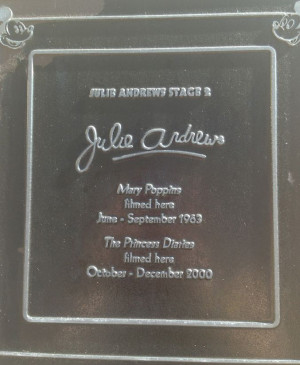 JULIE ANDREWS STAGE 2
Julie Andrews
Mary Poppins
filmed here
June - September 1963
The Princess Diaries
filmed here
October - December 2000